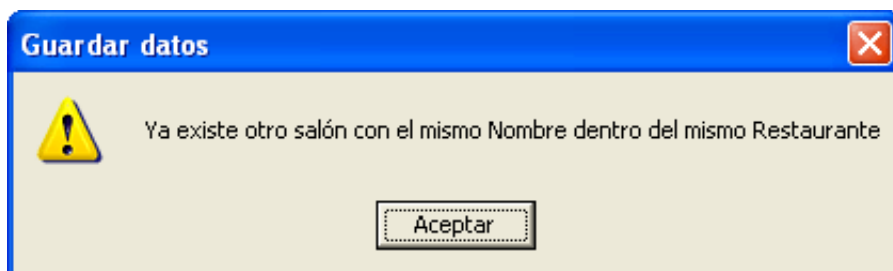 Guardar datos
Ya existe otro salón con el mismo Nombre dentro del mismo Restaurante
Aceptar